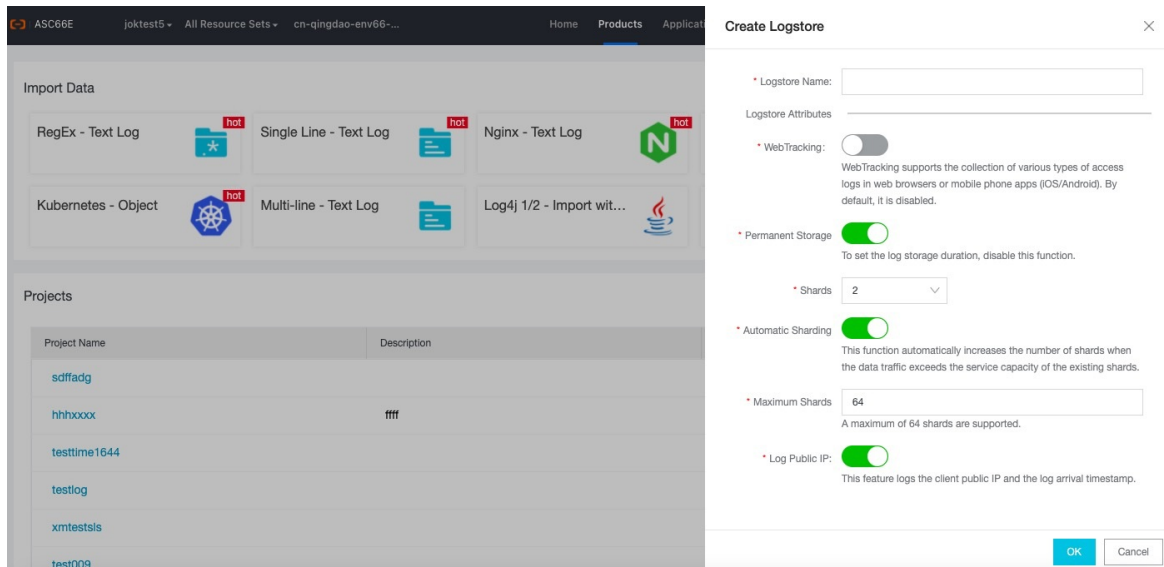 ASC66E joktest5 All Resource Sets cn-qingdao-env66-... Home Products Applicati
Import Data
RegEx - Text Log hot Single Line - Text Log hot Nginx - Text Log hot
Kubernetes - Object hot Multi-line - Text Log Log4j 1/2 - Import wit...
Projects
Project Name Description
sdffadg
hhhxxxx ffff
testtime1644
testlog
xmtestsls
test009
Create Logstore
* Logstore Name:
Logstore Attributes
* WebTracking:
WebTracking supports the collection of various types of access
logs in web browsers or mobile phone apps (iOS/Android). By
default, it is disabled.
* Permanent Storage
To set the log storage duration, disable this function.
* Shards 2
* Automatic Sharding
This function automatically increases the number of shards when
the data traffic exceeds the service capacity of the existing shards.
* Maximum Shards 64
A maximum of 64 shards are supported.
* Log Public IP:
This feature logs the client public IP and the log arrival timestamp.
OK Cancel